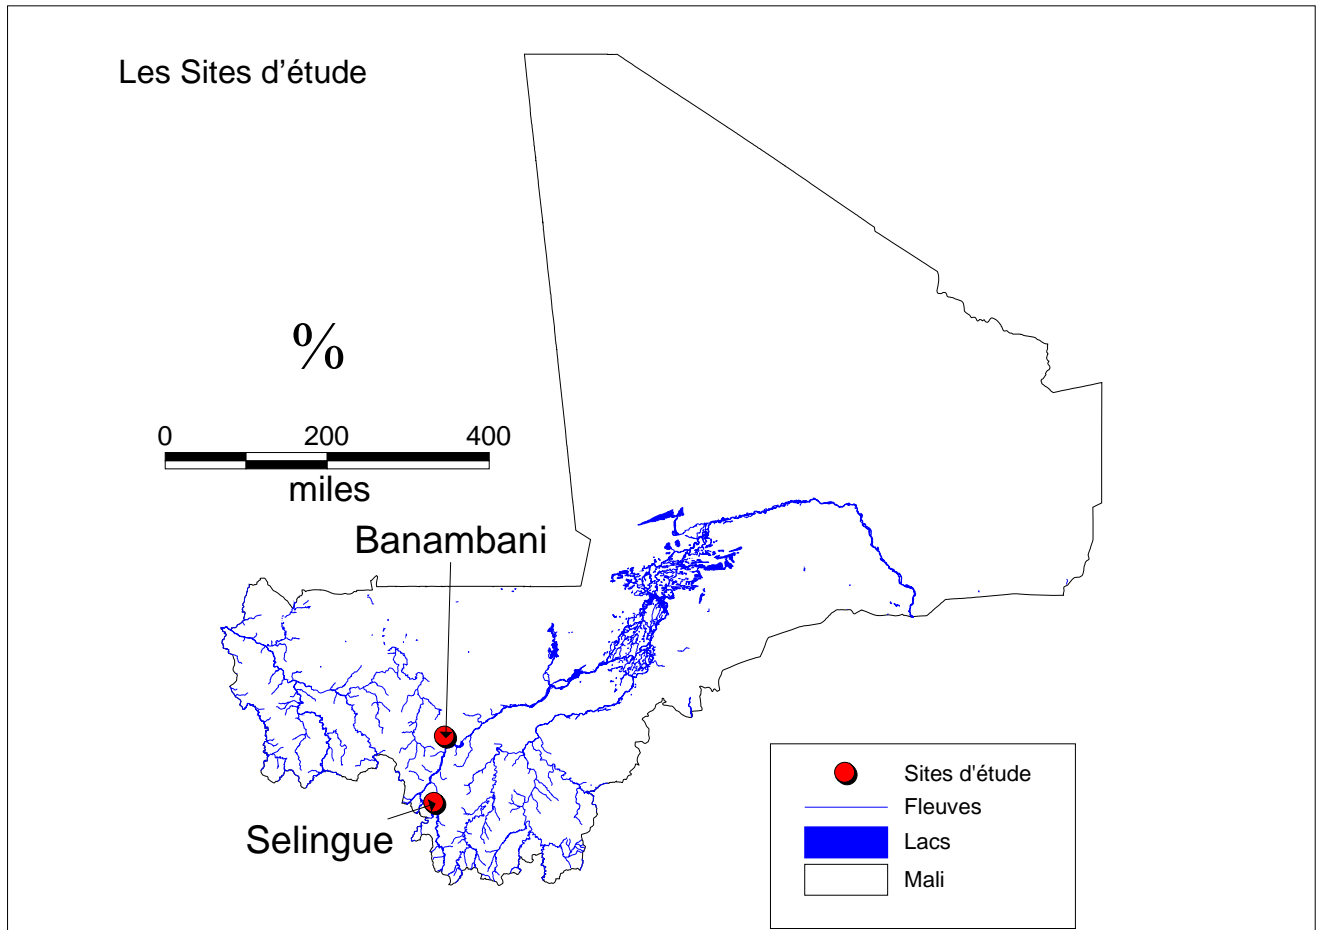 Les Sites d'étude
%
0 200 400
miles
Banambani
Selingue
Sites d'étude
Fleuves
Lacs
Mali